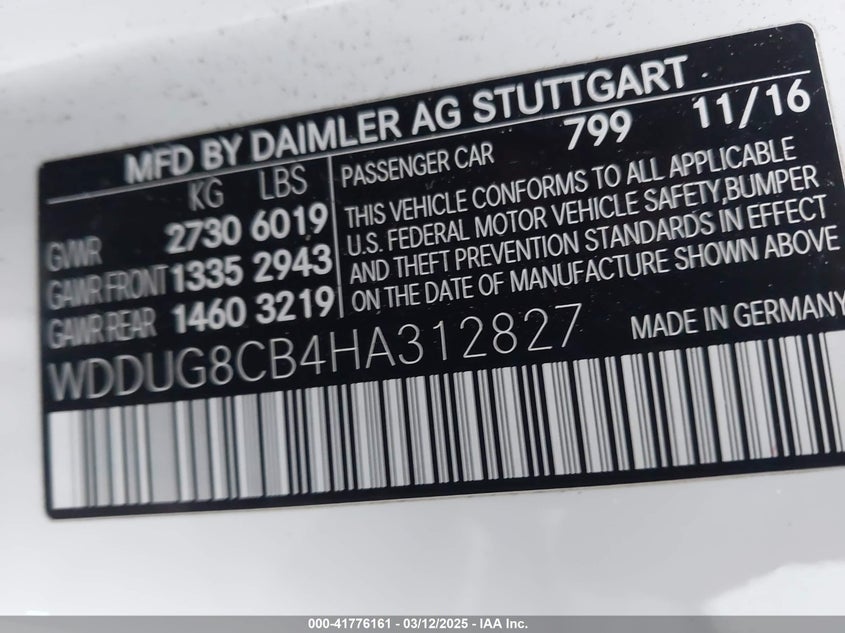 MFD BY DAIMLER AG STUTTGART
KG LBS
GVWR 2730 6019
GAWR FRONT 1335 2943
GAWR REAR 1460 3219
PASSENGER CAR 799 11/16
THIS VEHICLE CONFORMS TO ALL APPLICABLE
U.S. FEDERAL MOTOR VEHICLE SAFETY,BUMPER
AND THEFT PREVENTION STANDARDS IN EFFECT
ON THE DATE OF MANUFACTURE SHOWN ABOVE
WDDUG8CB4HA312827
MADE IN GERMANY
000-41776161 - 03/12/2025 - IAA Inc.